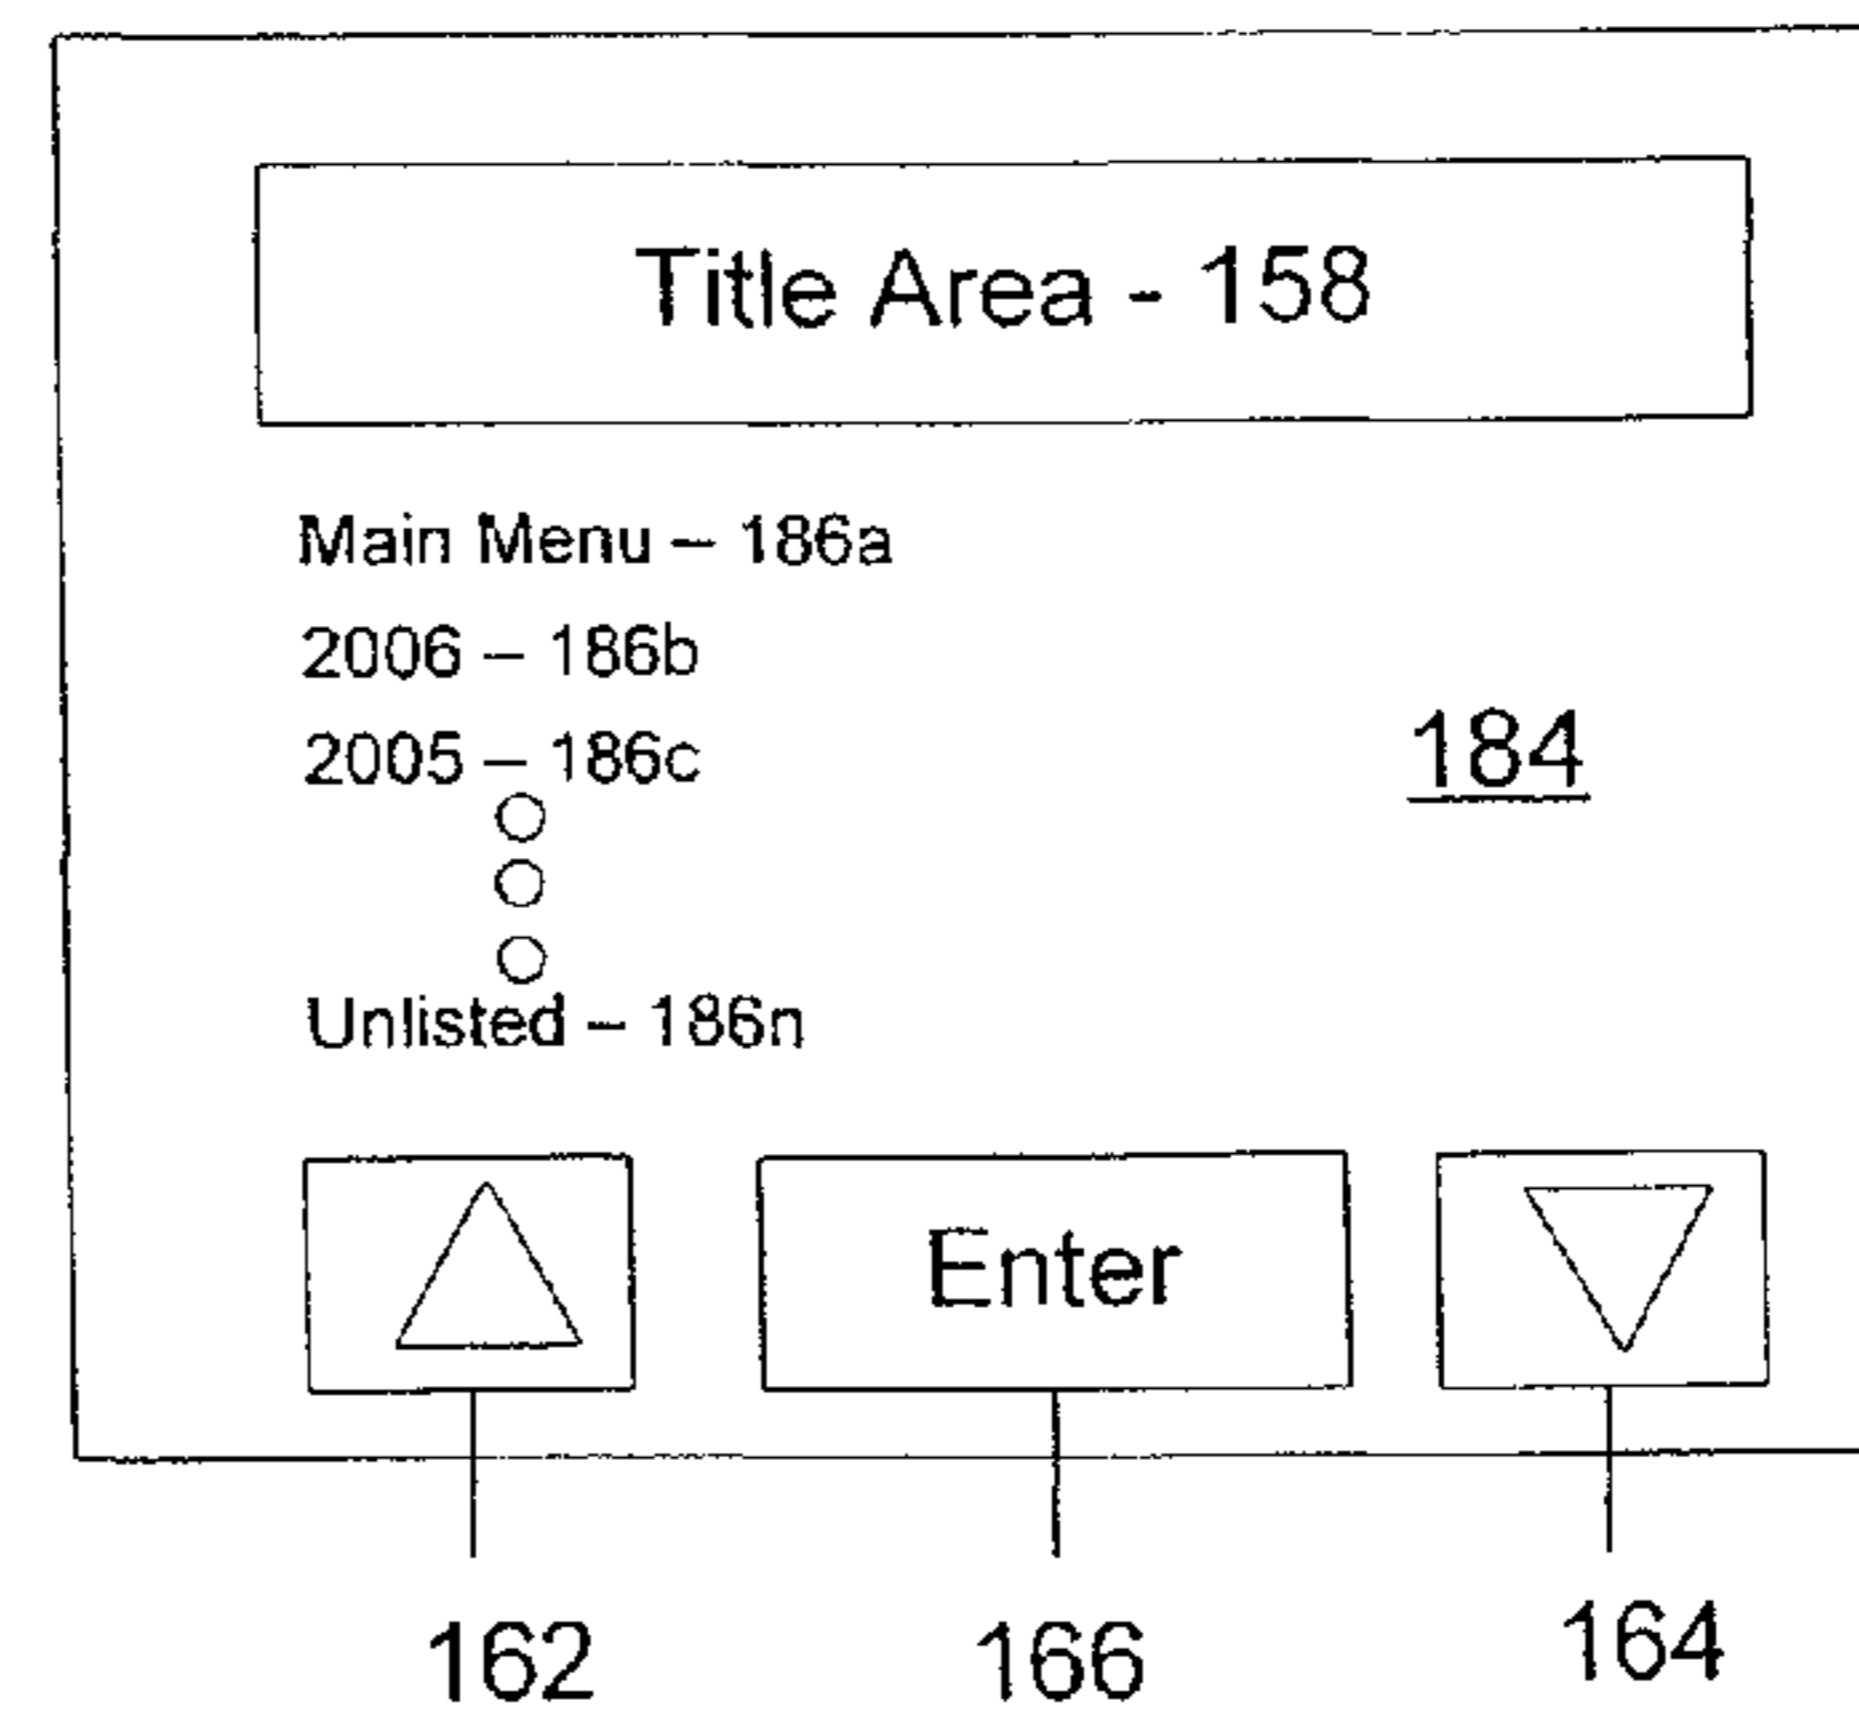 Title Area - 158
Main Menu – 186a
2006 – 186b
2005 – 186c
184
Unlisted – 186n
Enter
162
166
164